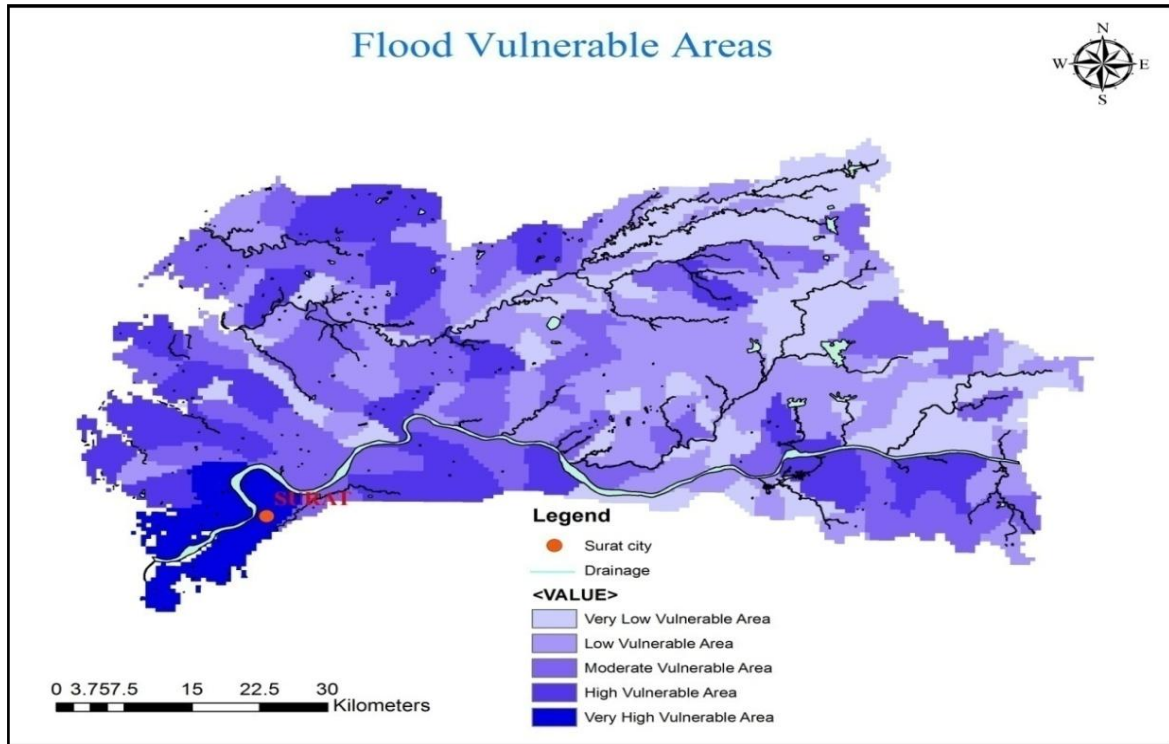 Flood Vulnerable Areas
N
W E
S
SURAT
Legend
Surat city
Drainage
<VALUE>
Very Low Vulnerable Area
Low Vulnerable Area
Moderate Vulnerable Area
High Vulnerable Area
Very High Vulnerable Area
0 3.757.5 15 22.5 30
Kilometers